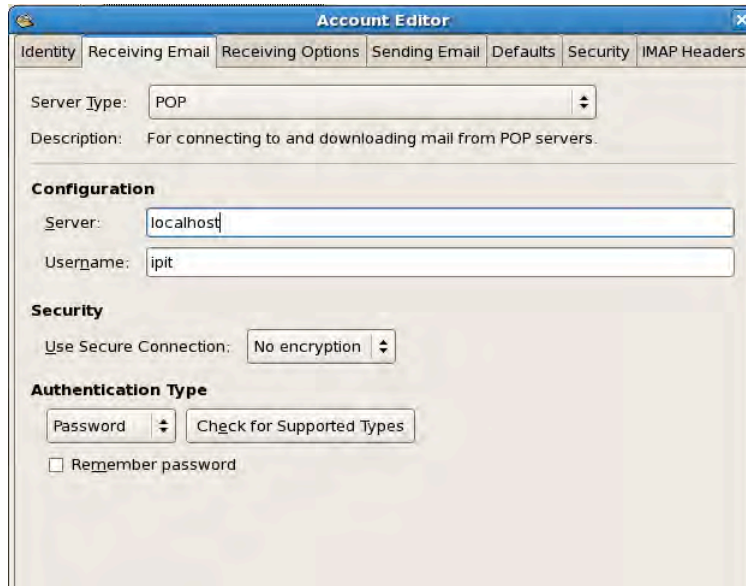 Account Editor
Identity Receiving Email Receiving Options Sending Email Defaults Security IMAP Headers
Server Type: POP
Description: For connecting to and downloading mail from POP servers.
Configuration
Server: localhost
Username: ipit
Security
Use Secure Connection: No encryption
Authentication Type
Password Check for Supported Types
Remember password